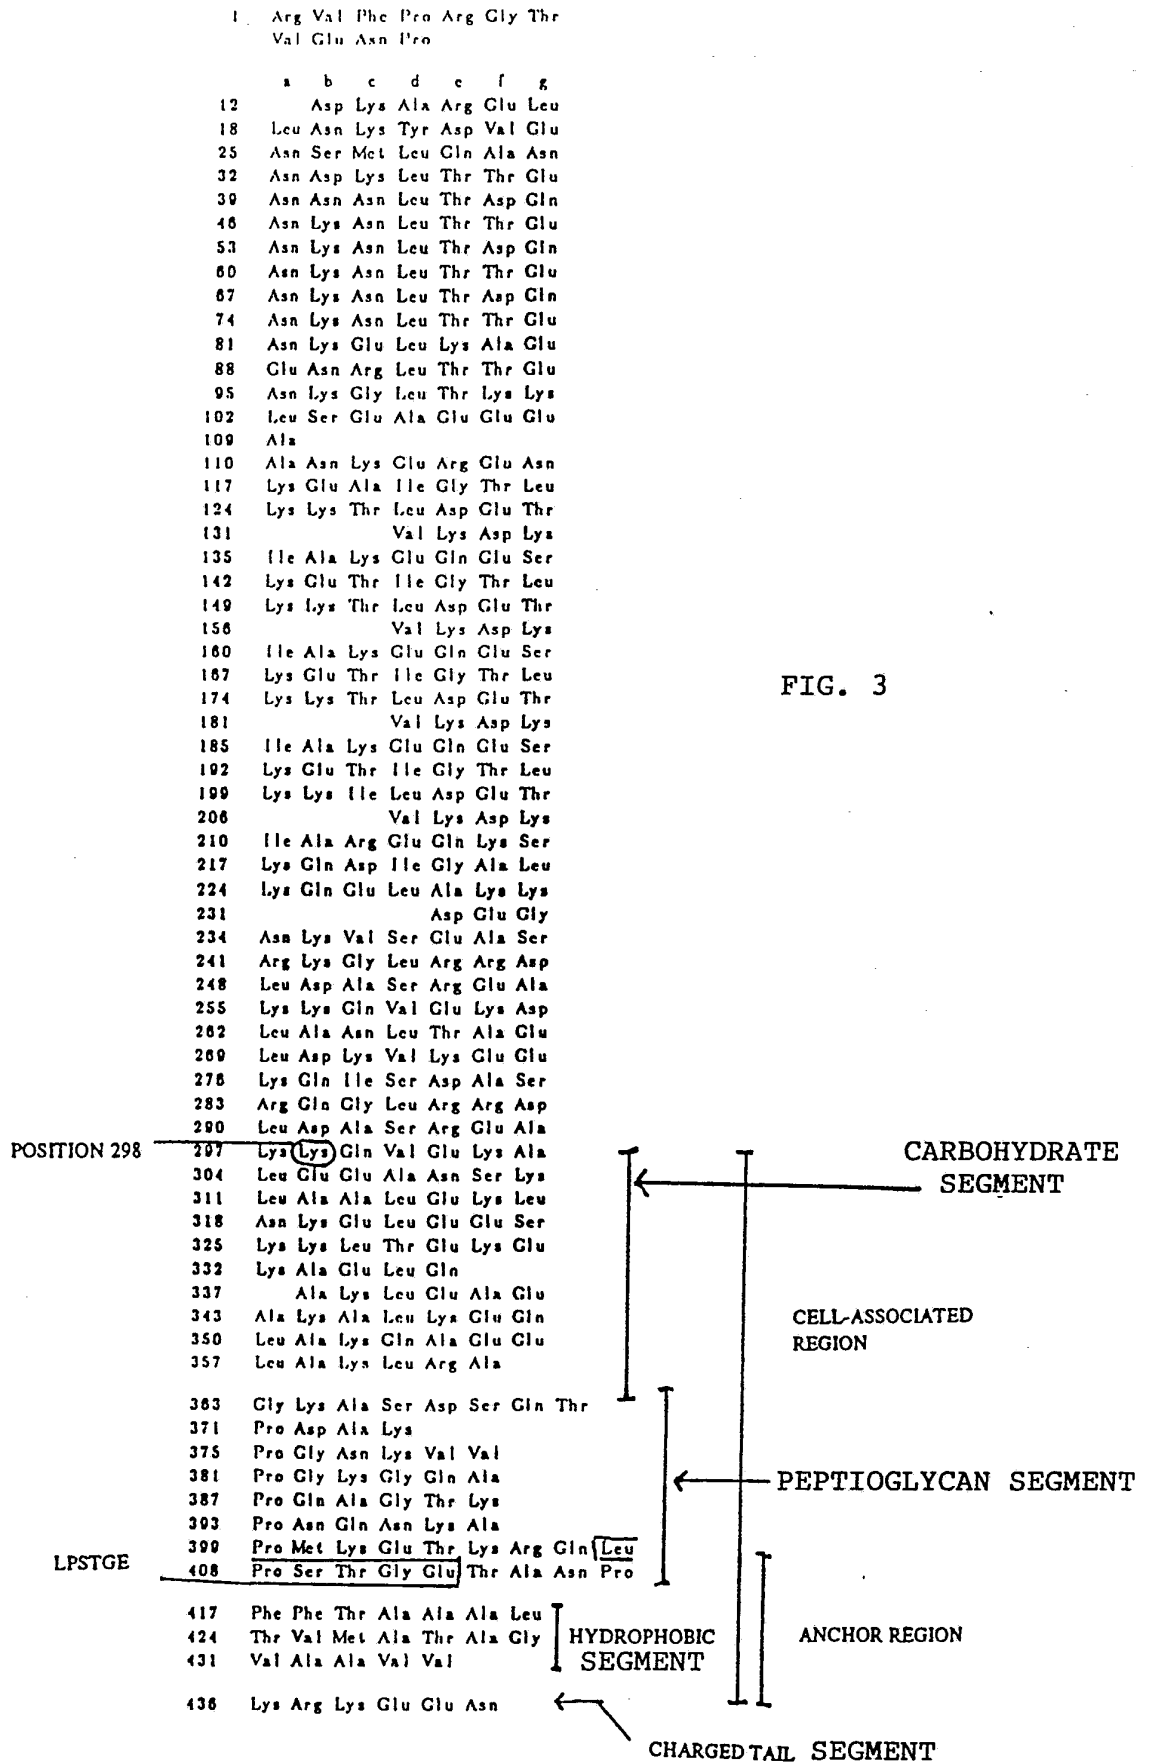 1 Arg Val Phe Pro Arg Gly Thr
Val Glu Asn Pro
a b c d e f g
12 Asp Lys Ala Arg Glu Leu
18 Leu Asn Lys Tyr Asp Val Glu
25 Asn Ser Met Leu Gln Ala Asn
32 Asn Asp Lys Leu Thr Thr Glu
39 Asn Asn Asn Leu Thr Asp Gln
46 Asn Lys Asn Leu Thr Thr Glu
53 Asn Lys Asn Leu Thr Asp Gln
60 Asn Lys Asn Leu Thr Thr Glu
67 Asn Lys Asn Leu Thr Asp Gln
74 Asn Lys Asn Leu Thr Thr Glu
81 Asn Lys Glu Leu Lys Ala Glu
88 Glu Asn Arg Leu Thr Thr Glu
95 Asn Lys Gly Leu Thr Lys Lys
102 Leu Ser Glu Ala Glu Glu Glu
109 Ala
110 Ala Asn Lys Glu Arg Glu Asn
117 Lys Glu Ala Ile Gly Thr Leu
124 Lys Lys Thr Leu Asp Glu Thr
131 Val Lys Asp Lys
135 Ile Ala Lys Glu Gln Glu Ser
142 Lys Glu Thr Ile Gly Thr Leu
149 Lys Lys Thr Leu Asp Glu Thr
156 Val Lys Asp Lys
160 Ile Ala Lys Glu Gln Glu Ser
167 Lys Glu Thr Ile Gly Thr Leu
174 Lys Lys Thr Leu Asp Glu Thr
181 Val Lys Asp Lys
185 Ile Ala Lys Glu Gln Glu Ser
192 Lys Glu Thr Ile Gly Thr Leu
199 Lys Lys Ile Leu Asp Glu Thr
206 Val Lys Asp Lys
210 Ile Ala Arg Glu Gln Lys Ser
217 Lys Gln Asp Ile Gly Ala Leu
224 Lys Gln Glu Leu Ala Lys Lys
231 Asp Glu Gly
234 Asn Lys Val Ser Glu Ala Ser
241 Arg Lys Gly Leu Arg Arg Asp
248 Leu Asp Ala Ser Arg Glu Ala
255 Lys Lys Gln Val Glu Lys Asp
262 Leu Ala Asn Leu Thr Ala Glu
269 Leu Asp Lys Val Lys Glu Glu
276 Lys Gln Ile Ser Asp Ala Ser
283 Arg Gln Gly Leu Arg Arg Asp
290 Leu Asp Ala Ser Arg Glu Ala
297 Lys Lys Gln Val Glu Lys Ala
304 Leu Glu Glu Ala Asn Ser Lys
311 Leu Ala Ala Leu Glu Lys Leu
318 Asn Lys Glu Leu Glu Glu Ser
325 Lys Lys Leu Thr Glu Lys Glu
332 Lys Ala Glu Leu Gln
337 Ala Lys Leu Glu Ala Glu
343 Ala Lys Ala Leu Lys Glu Gln
350 Leu Ala Lys Gln Ala Glu Glu
357 Leu Ala Lys Leu Arg Ala
363 Gly Lys Ala Ser Asp Ser Gln Thr
371 Pro Asp Ala Lys
375 Pro Gly Asn Lys Val Val
381 Pro Gly Lys Gly Gln Ala
387 Pro Gln Ala Gly Thr Lys
393 Pro Asn Gln Asn Lys Ala
399 Pro Met Lys Glu Thr Lys Arg Gln Leu
408 Pro Ser Thr Gly Glu Thr Ala Asn Pro
417 Phe Phe Thr Ala Ala Ala Leu
424 Thr Val Met Ala Thr Ala Gly
431 Val Ala Ala Val Val
436 Lys Arg Lys Glu Glu Asn
FIG. 3
POSITION 298
LPSTGE
CARBOHYDRATE
SEGMENT
CELL-ASSOCIATED
REGION
PEPTIOGLYCAN SEGMENT
HYDROPHOBIC
SEGMENT
ANCHOR REGION
CHARGED TAIL SEGMENT